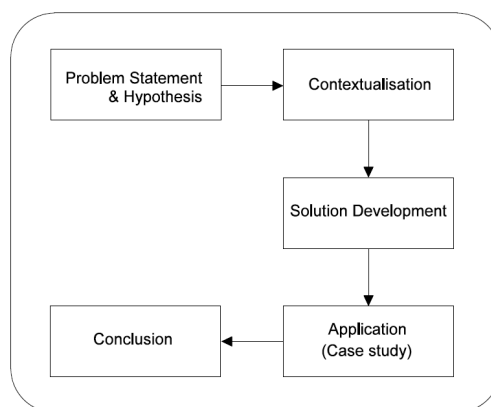 Problem Statement
& Hypothesis
Contextualisation
Solution Development
Application
(Case study)
Conclusion